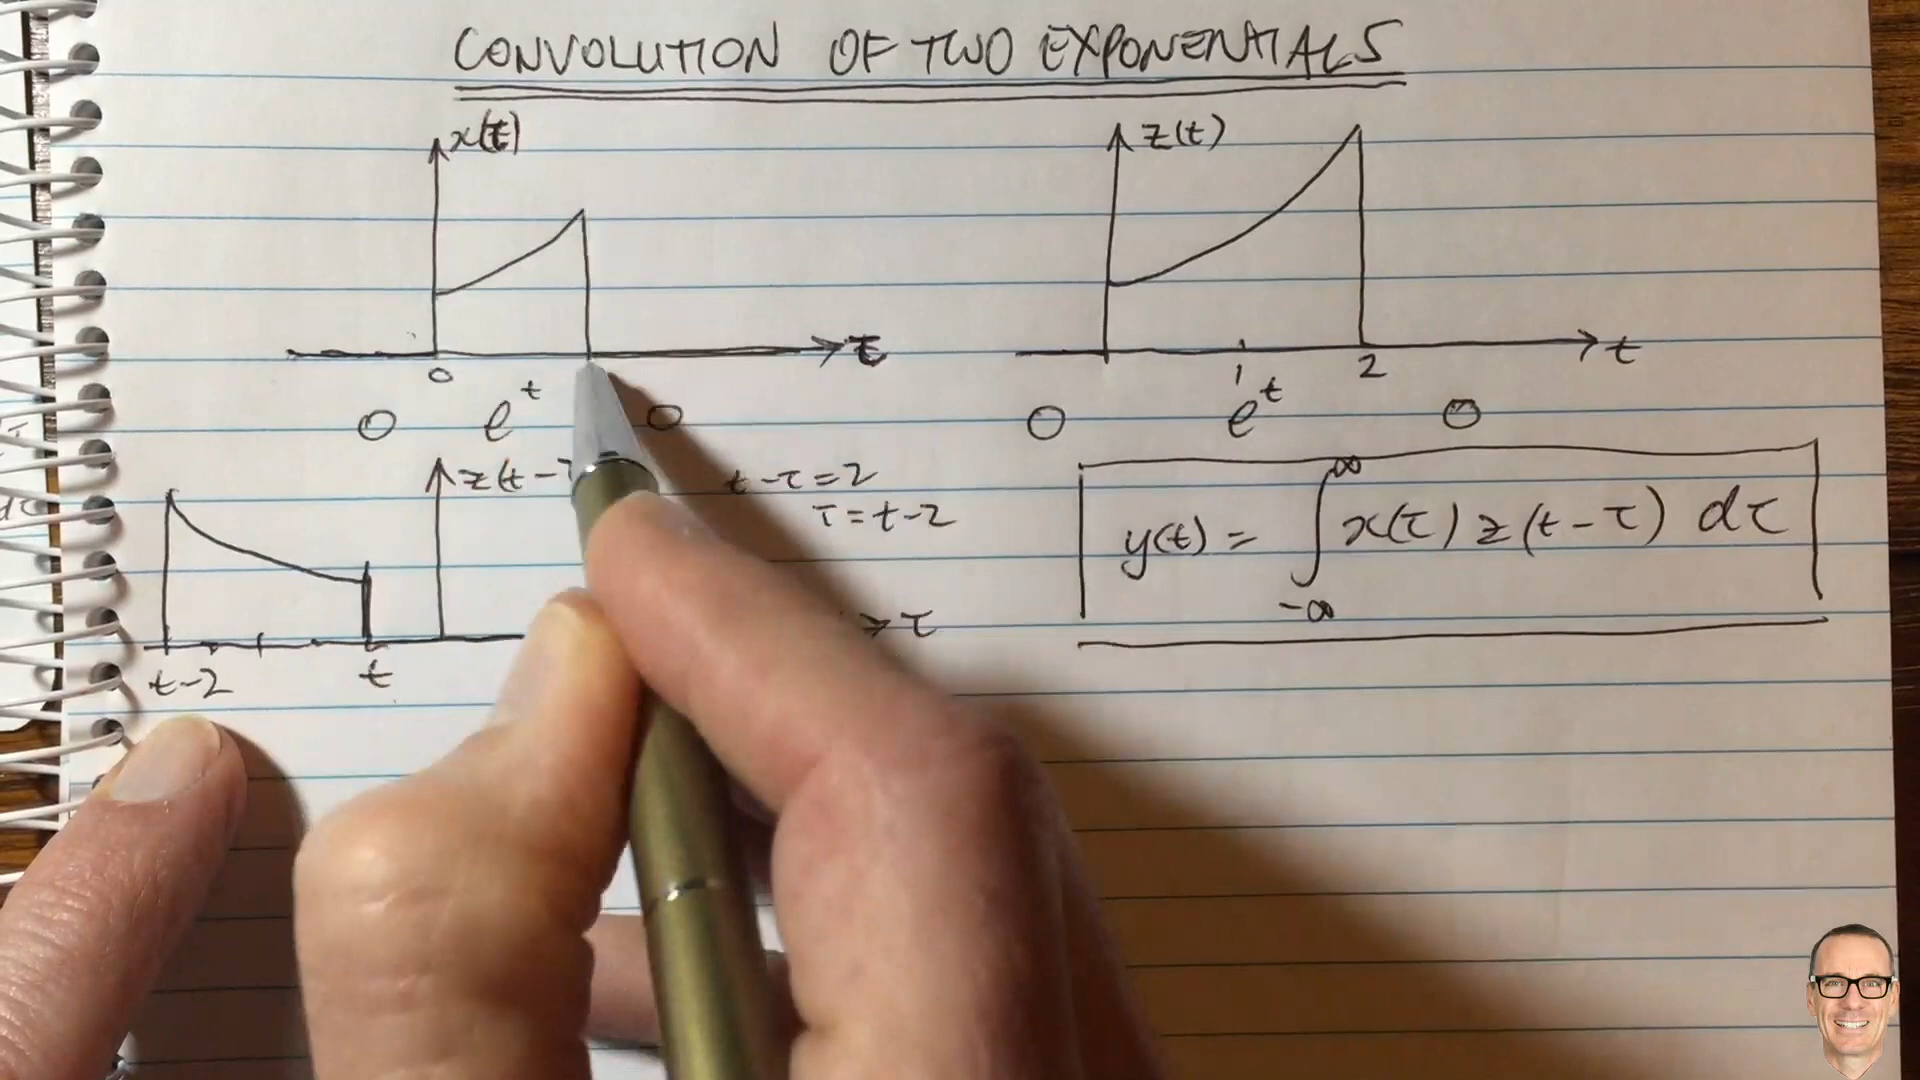 CONVOLUTION OF TWO EXPONENTIALS
x(τ)
z(t)
τ
t
0
1
2
0 e^t 0
0 e^t 0
z(t-
t-τ=2
τ=t-2
y(t) = ∫_{-∞}^{∞} x(τ) z(t-τ) dτ
τ
t-2
t